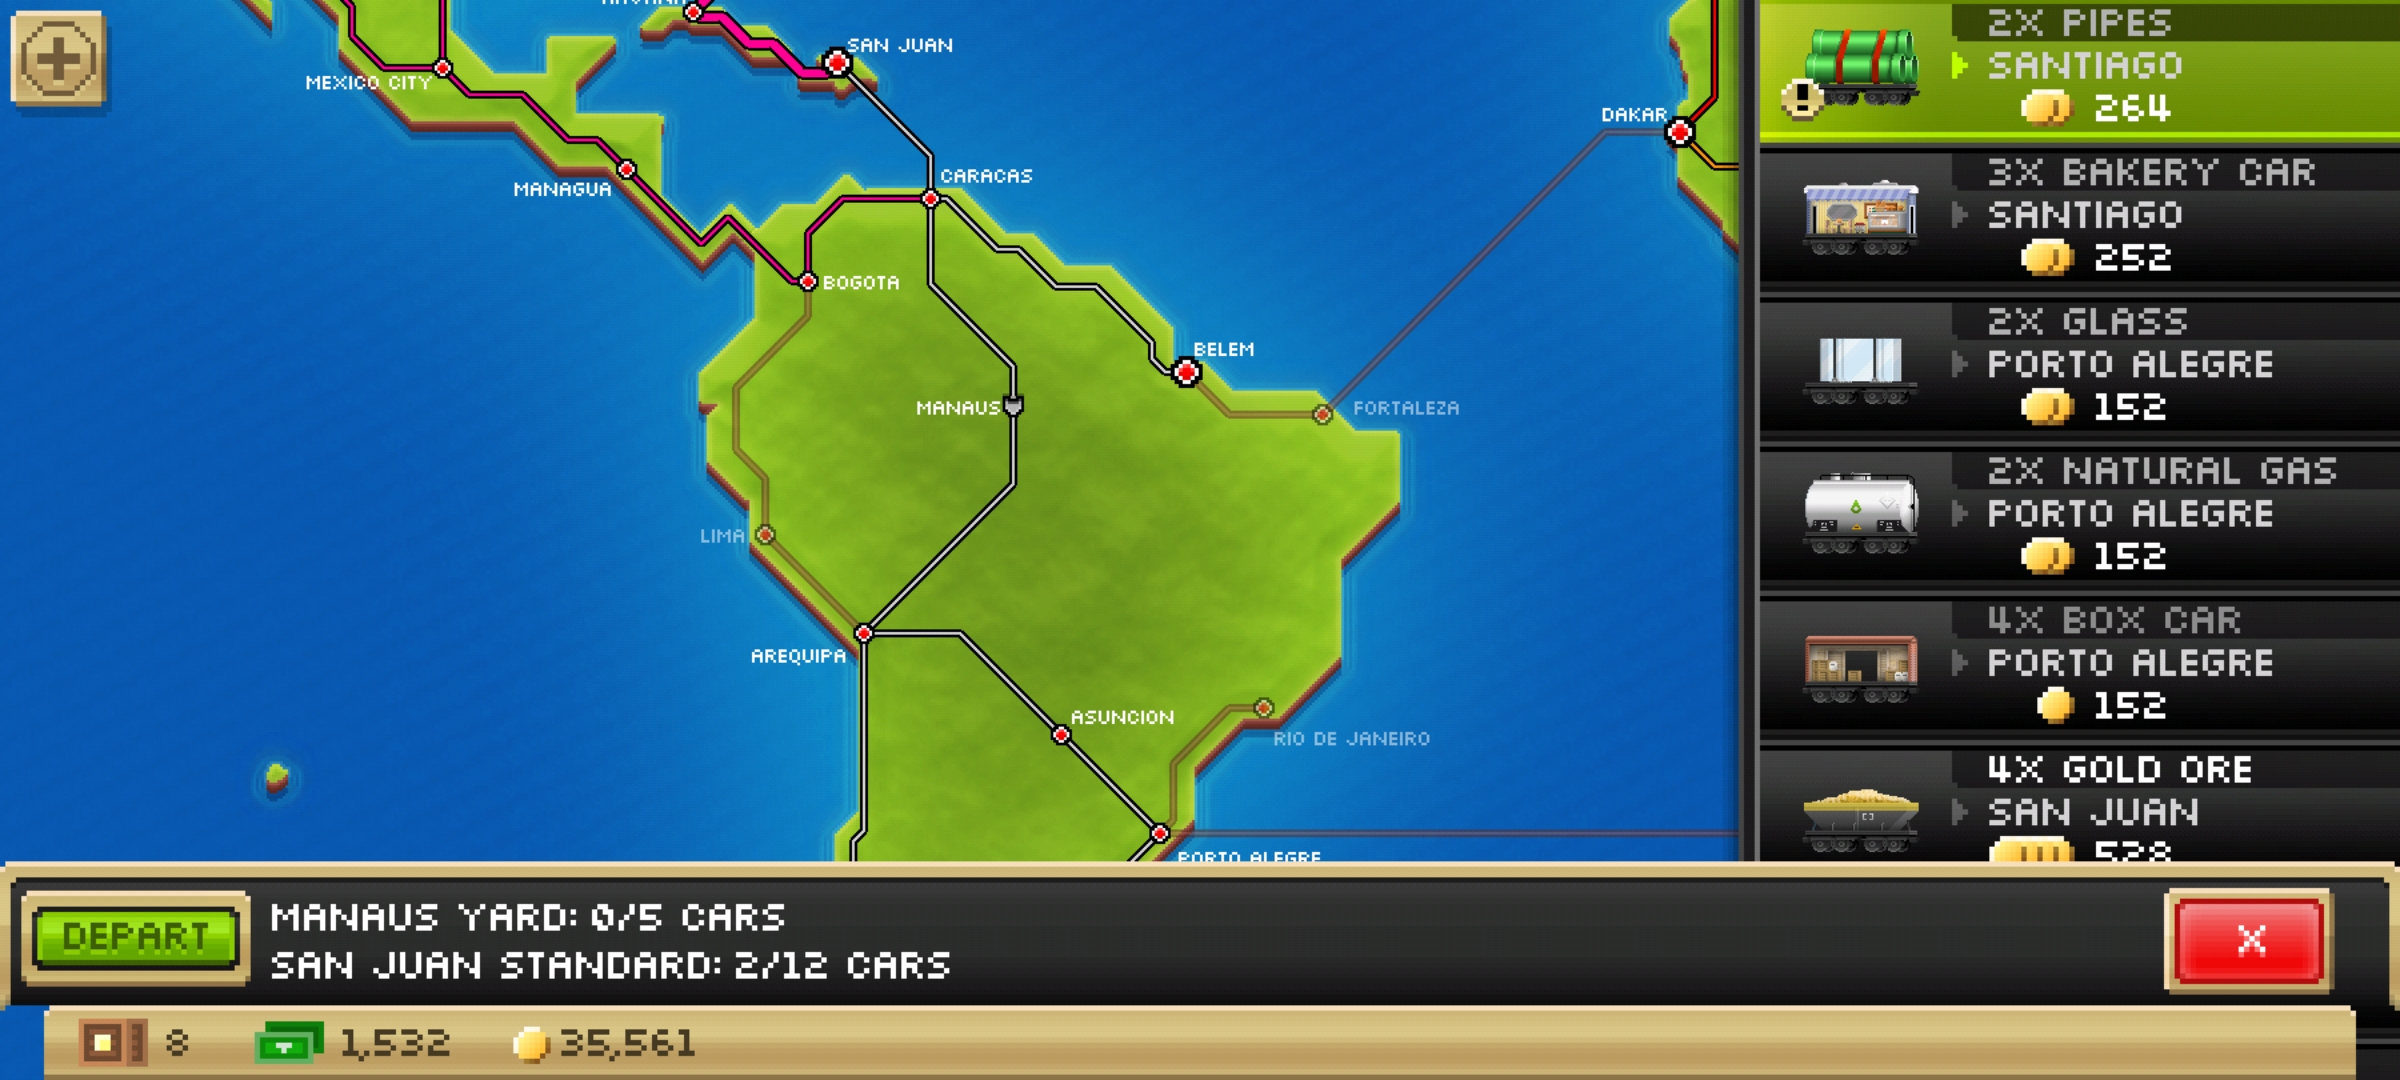 SAN JUAN
MEXICO CITY
MANAGUA
CARACAS
BOGOTA
DAKAR
BELEM
MANAUS
FORTALEZA
LIMA
AREQUIPA
ASUNCION
RIO DE JANEIRO
PORTO ALEGRE
2X PIPES
SANTIAGO
264
3X BAKERY CAR
SANTIAGO
252
2X GLASS
PORTO ALEGRE
152
2X NATURAL GAS
PORTO ALEGRE
152
4X BOX CAR
PORTO ALEGRE
152
4X GOLD ORE
SAN JUAN
528
DEPART
MANAUS YARD: 0/5 CARS
SAN JUAN STANDARD: 2/12 CARS
X
8
1,532
35,561